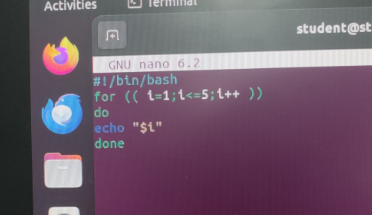 Activities
Terminal
student@st
GNU nano 6.2
#!/bin/bash
for (( i=1;i<=5;i++ ))
do
echo "$i"
done